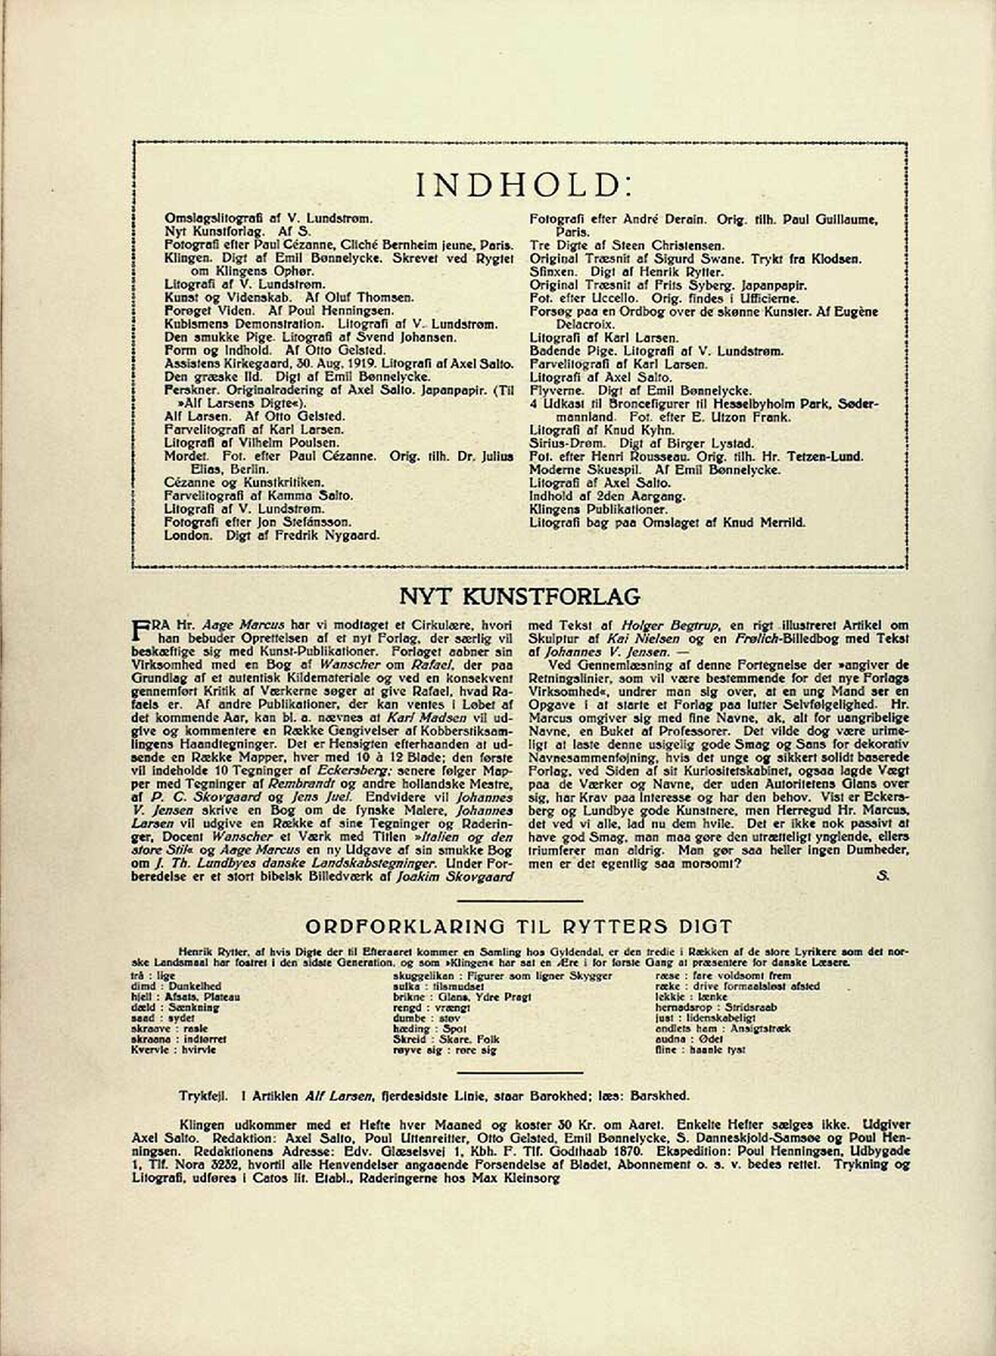 INDHOLD:
Omslagslitografi af V. Lundstrøm.
Nyt Kunstforlag. Af S.
Fotografi efter Paul Cézanne, Cliché Bernheim jeune, Paris.
Klingen. Digt af Emil Bønnelycke. Skrevet ved Rygtet
om Klingens Ophør.
Litografi af V. Lundstrøm.
Kunst og Videnskab. Af Oluf Thomsen.
Forøget Viden. Af Poul Henningsen.
Kubismens Demonstration. Litografi af V. Lundstrøm.
Den smukke Pige. Litografi af Svend Johansen.
Form og Indhold. Af Otto Gelsted.
Assistens Kirkegaard, 30. Aug. 1919. Litografi af Axel Salto.
Den græske Ild. Digt af Emil Bønnelycke.
Perskner. Originalradering af Axel Salto. Japanpapir. (Til
»Alf Larsens Digte«).
Alf Larsen. Af Otto Gelsted.
Farvelitografi af Karl Larsen.
Litografi af Vilhelm Poulsen.
Mordet. Fot. efter Paul Cézanne. Orig. tilh. Dr. Julius
Elias, Berlin.
Cézanne og Kunstkritiken.
Farvelitografi af Kamma Salto.
Litografi af V. Lundstrøm.
Fotografi efter Jon Stefánsson.
London. Digt af Fredrik Nygaard.
Fotografi efter André Derain. Orig. tilh. Paul Guillaume,
Paris.
Tre Digte af Steen Christensen.
Original Træsnit af Sigurd Swane. Trykt fra Klodsen.
Sfinxen. Digt af Henrik Rytter.
Original Træsnit af Frits Syberg. Japanpapir.
Fot. efter Uccello. Orig. findes i Ufficierne.
Forsøg paa en Ordbog over de skønne Kunster. Af Eugène
Delacroix.
Litografi af Karl Larsen.
Badende Pige. Litografi af V. Lundstrøm.
Farvelitografi af Karl Larsen.
Litografi af Axel Salto.
Flyverne. Digt af Emil Bønnelycke.
4 Udkast til Broncefigurer til Hesselbyholm Park, Søder-
mannland. Fot. efter E. Utzon Frank.
Litografi af Knud Kyhn.
Sirius-Drøm. Digt af Birger Lystad.
Fot. efter Henri Rousseau. Orig. tilh. Hr. Tetzen-Lund.
Moderne Skuespil. Af Emil Bønnelycke.
Litografi af Axel Salto.
Indhold af 2den Aargang.
Klingens Publikationer.
Litografi bag paa Omslaget af Knud Merrild.
NYT KUNSTFORLAG
FRA Hr. Aage Marcus har vi modtaget et Cirkulære, hvori
han bebuder Oprettelsen af et nyt Forlag, der særlig vil
beskæftige sig med Kunst-Publikationer. Forlaget aabner sin
Virksomhed med en Bog af Wanscher om Rafael, der paa
Grundlag af et autentisk Kildemateriale og ved en konsekvent
gennemført Kritik af Værkerne søger at give Rafael, hvad Ra-
faels er. Af andre Publikationer, der kan ventes i Løbet af
det kommende Aar, kan bl. a. nævnes at Karl Madsen vil ud-
give og kommentere en Række Gengivelser af Kobberstiksam-
lingens Haandtegninger. Det er Hensigten efterhaanden at ud-
sende en Række Mapper, hver med 10 à 12 Blade; den første
vil indeholde 10 Tegninger af Eckersberg; senere følger Map-
per med Tegninger af Rembrandt og andre hollandske Mestre,
af P. C. Skovgaard og Jens Juel. Endvidere vil Johannes
V. Jensen skrive en Bog om de fynske Malere, Johannes
Larsen vil udgive en Række af sine Tegninger og Raderin-
ger, Docent Wanscher et Værk med Titlen »Italien og den
store Stil« og Aage Marcus en ny Udgave af sin smukke Bog
om J. Th. Lundbyes danske Landskabstegninger. Under For-
beredelse er et stort bibelsk Billedværk af Joakim Skovgaard
med Tekst af Holger Begtrup, en rigt illustreret Artikel om
Skulptur af Kai Nielsen og en Frølich-Billedbog med Tekst
af Johannes V. Jensen. —
Ved Gennemlæsning af denne Fortegnelse der »angiver de
Retningslinier, som vil være bestemmende for det nye Forlags
Virksomhed«, undrer man sig over, at en ung Mand ser en
Opgave i at starte et Forlag paa lutter Selvfølgelighed. Hr.
Marcus omgiver sig med fine Navne, ak, alt for uangribelige
Navne, en Buket af Professorer. Det vilde dog være urime-
ligt at laste denne usigelig gode Smag og Sans for dekorativ
Navnesammenføjning, hvis det unge og sikkert solidt baserede
Forlag, ved Siden af sit Kuriositetskabinet, ogsaa lagde Vægt
paa de Værker og Navne, der uden Autoritetens Glans over
sig, har Krav paa Interesse og har den behov. Vist er Eckers-
berg og Lundbye gode Kunstnere, men Herregud Hr. Marcus,
det ved vi alle, lad nu dem hvile. Det er ikke nok passivt at
have god Smag, man maa gøre den utrætteligt ynglende, ellers
triumferer man aldrig. Man gør saa heller ingen Dumheder,
men er det egentlig saa morsomt?
S.
ORDFORKLARING TIL RYTTERS DIGT
Henrik Rytter, af hvis Digte der til Efteraaret kommer en Samling hos Gyldendal, er den tredie i Rækken af de store Lyrikere som det nor-
ske Landsmaal har fostret i den sidste Generation, og som »Klingen« har sat en Ære i for første Gang at præsentere for danske Læsere.
trå : lige
dimd : Dunkelhed
hjell : Afsats, Plateau
dæld : Sænkning
saad : sydet
skraave : rasle
skraana : indtørret
Kvervle : hvirvle
skuggelikan : Figurer som ligner Skygger
sulka : tilsmudset
brikne : Glans, Ydre Pragt
rengd : vrængt
dumbe : støv
hæding : Spot
Skreid : Skare, Folk
røyve sig : røre sig
ræse : fare voldsomt frem
ræke : drive formaalsløst afsted
lekkje : lænke
hernadsrop : Stridsraab
just : lidenskabeligt
andlets ham : Ansigtstræk
audna : Ødet
fline : haanle tyst
Trykfejl. I Artiklen Alf Larsen, fjerdesidste Linie, staar Barokhed; læs: Barskhed.
Klingen udkommer med et Hefte hver Maaned og koster 30 Kr. om Aaret. Enkelte Hefter sælges ikke. Udgiver
Axel Salto. Redaktion: Axel Salto, Poul Uttenreitter, Otto Gelsted, Emil Bønnelycke, S. Danneskjold-Samsøe og Poul Hen-
ningsen. Redaktionens Adresse: Edv. Glæselsvej 1, Kbh. F. Tlf. Godthaab 1870. Ekspedition: Poul Henningsen, Udbygade
1, Tlf. Nora 3232, hvortil alle Henvendelser angaaende Forsendelse af Bladet, Abonnement o. s. v. bedes rettet. Trykning og
Litografi, udføres i Catos lit. Etabl., Raderingerne hos Max Kleinsorg